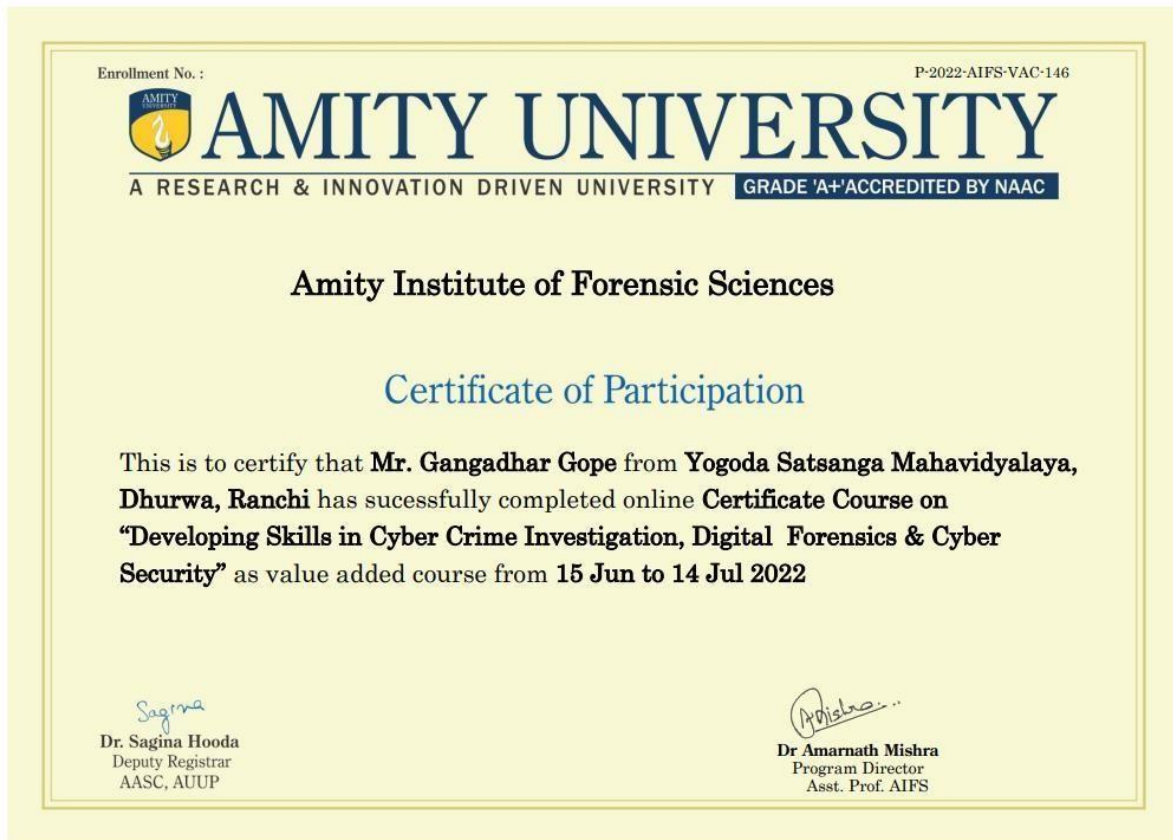 Enrollment No. :
P-2022-AIFS-VAC-146
AMITY
UNIVERSITY
AMITY UNIVERSITY
A RESEARCH & INNOVATION DRIVEN UNIVERSITY GRADE 'A+'ACCREDITED BY NAAC
Amity Institute of Forensic Sciences
Certificate of Participation
This is to certify that Mr. Gangadhar Gope from Yogoda Satsanga Mahavidyalaya,
Dhurwa, Ranchi has sucessfully completed online Certificate Course on
“Developing Skills in Cyber Crime Investigation, Digital Forensics & Cyber
Security” as value added course from 15 Jun to 14 Jul 2022
Sagina
Dr. Sagina Hooda
Deputy Registrar
AASC, AUUP
AMishra
Dr Amarnath Mishra
Program Director
Asst. Prof. AIFS